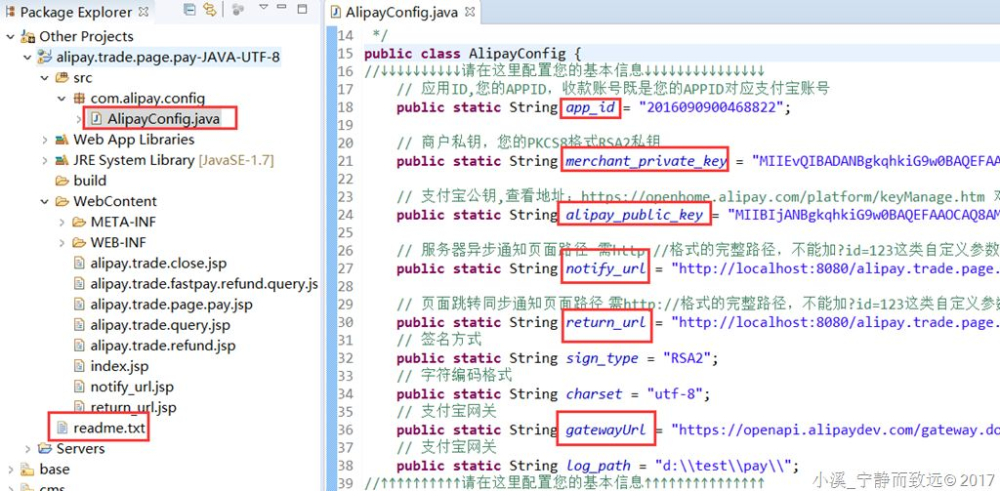 Package Explorer
Other Projects
alipay.trade.page.pay-JAVA-UTF-8
src
com.alipay.config
AlipayConfig.java
Web App Libraries
JRE System Library [JavaSE-1.7]
build
WebContent
META-INF
WEB-INF
alipay.trade.close.jsp
alipay.trade.fastpay.refund.query.js
alipay.trade.page.pay.jsp
alipay.trade.query.jsp
alipay.trade.refund.jsp
index.jsp
notify_url.jsp
return_url.jsp
readme.txt
Servers
base
cms
AlipayConfig.java
14 */
15 public class AlipayConfig {
16 //↓↓↓↓↓↓↓↓↓↓请在这里配置您的基本信息↓↓↓↓↓↓↓↓↓↓↓↓↓↓↓
17 // 应用ID,您的APPID，收款账号既是您的APPID对应支付宝账号
18 public static String app_id = "2016090900468822";
19
20 // 商户私钥，您的PKCS8格式RSA2私钥
21 public static String merchant_private_key = "MIIEvQIBADANBgkqhkiG9w0BAQEFAA
22
23 // 支付宝公钥,查看地址：https://openhome.alipay.com/platform/keyManage.htm 对
24 public static String alipay_public_key = "MIIBIjANBgkqhkiG9w0BAQEFAAOCAQ8AM
25
26 // 服务器异步通知页面路径 需http://格式的完整路径，不能加?id=123这类自定义参数
27 public static String notify_url = "http://localhost:8080/alipay.trade.page.
28
29 // 页面跳转同步通知页面路径 需http://格式的完整路径，不能加?id=123这类自定义参数
30 public static String return_url = "http://localhost:8080/alipay.trade.page.
31 // 签名方式
32 public static String sign_type = "RSA2";
33 // 字符编码格式
34 public static String charset = "utf-8";
35 // 支付宝网关
36 public static String gatewayUrl = "https://openapi.alipaydev.com/gateway.do
37 // 支付宝网关
38 public static String log_path = "d:\\test\\pay\\";
39 //↑↑↑↑↑↑↑↑↑↑请在这里配置您的基本信息↑↑↑↑↑↑↑↑↑↑↑↑↑↑↑
小溪_宁静而致远© 2017